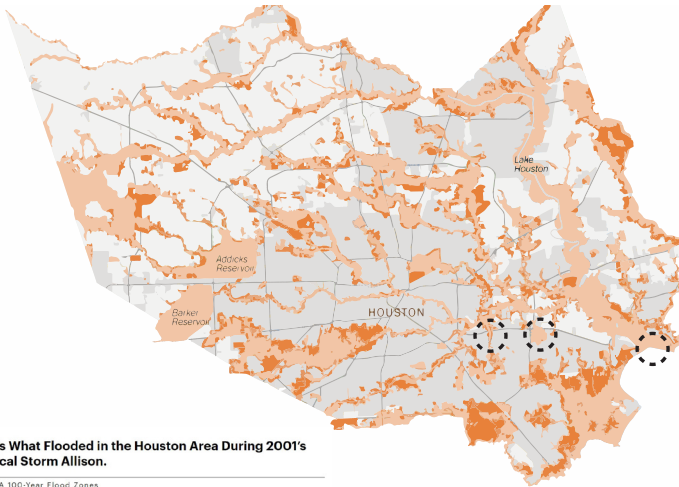 Lake
Houston
Addicks
Reservoir
Barker
Reservoir
HOUSTON
s What Flooded in the Houston Area During 2001's
cal Storm Allison.
A 100-Year Flood Zones